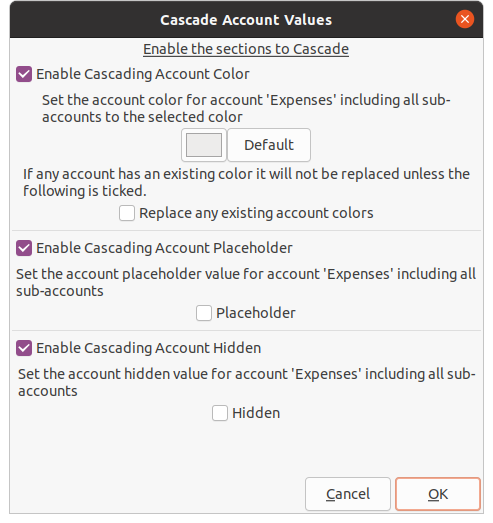 Cascade Account Values
Enable the sections to Cascade
Enable Cascading Account Color
Set the account color for account 'Expenses' including all sub-
accounts to the selected color
Default
If any account has an existing color it will not be replaced unless the
following is ticked.
Replace any existing account colors
Enable Cascading Account Placeholder
Set the account placeholder value for account 'Expenses' including all
sub-accounts
Placeholder
Enable Cascading Account Hidden
Set the account hidden value for account 'Expenses' including all sub-
accounts
Hidden
Cancel OK